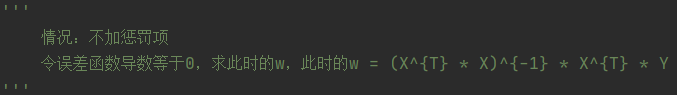 '''
情况：不加惩罚项
令误差函数导数等于0，求此时的w，此时的w = (X^{T} * X)^{-1} * X^{T} * Y
'''